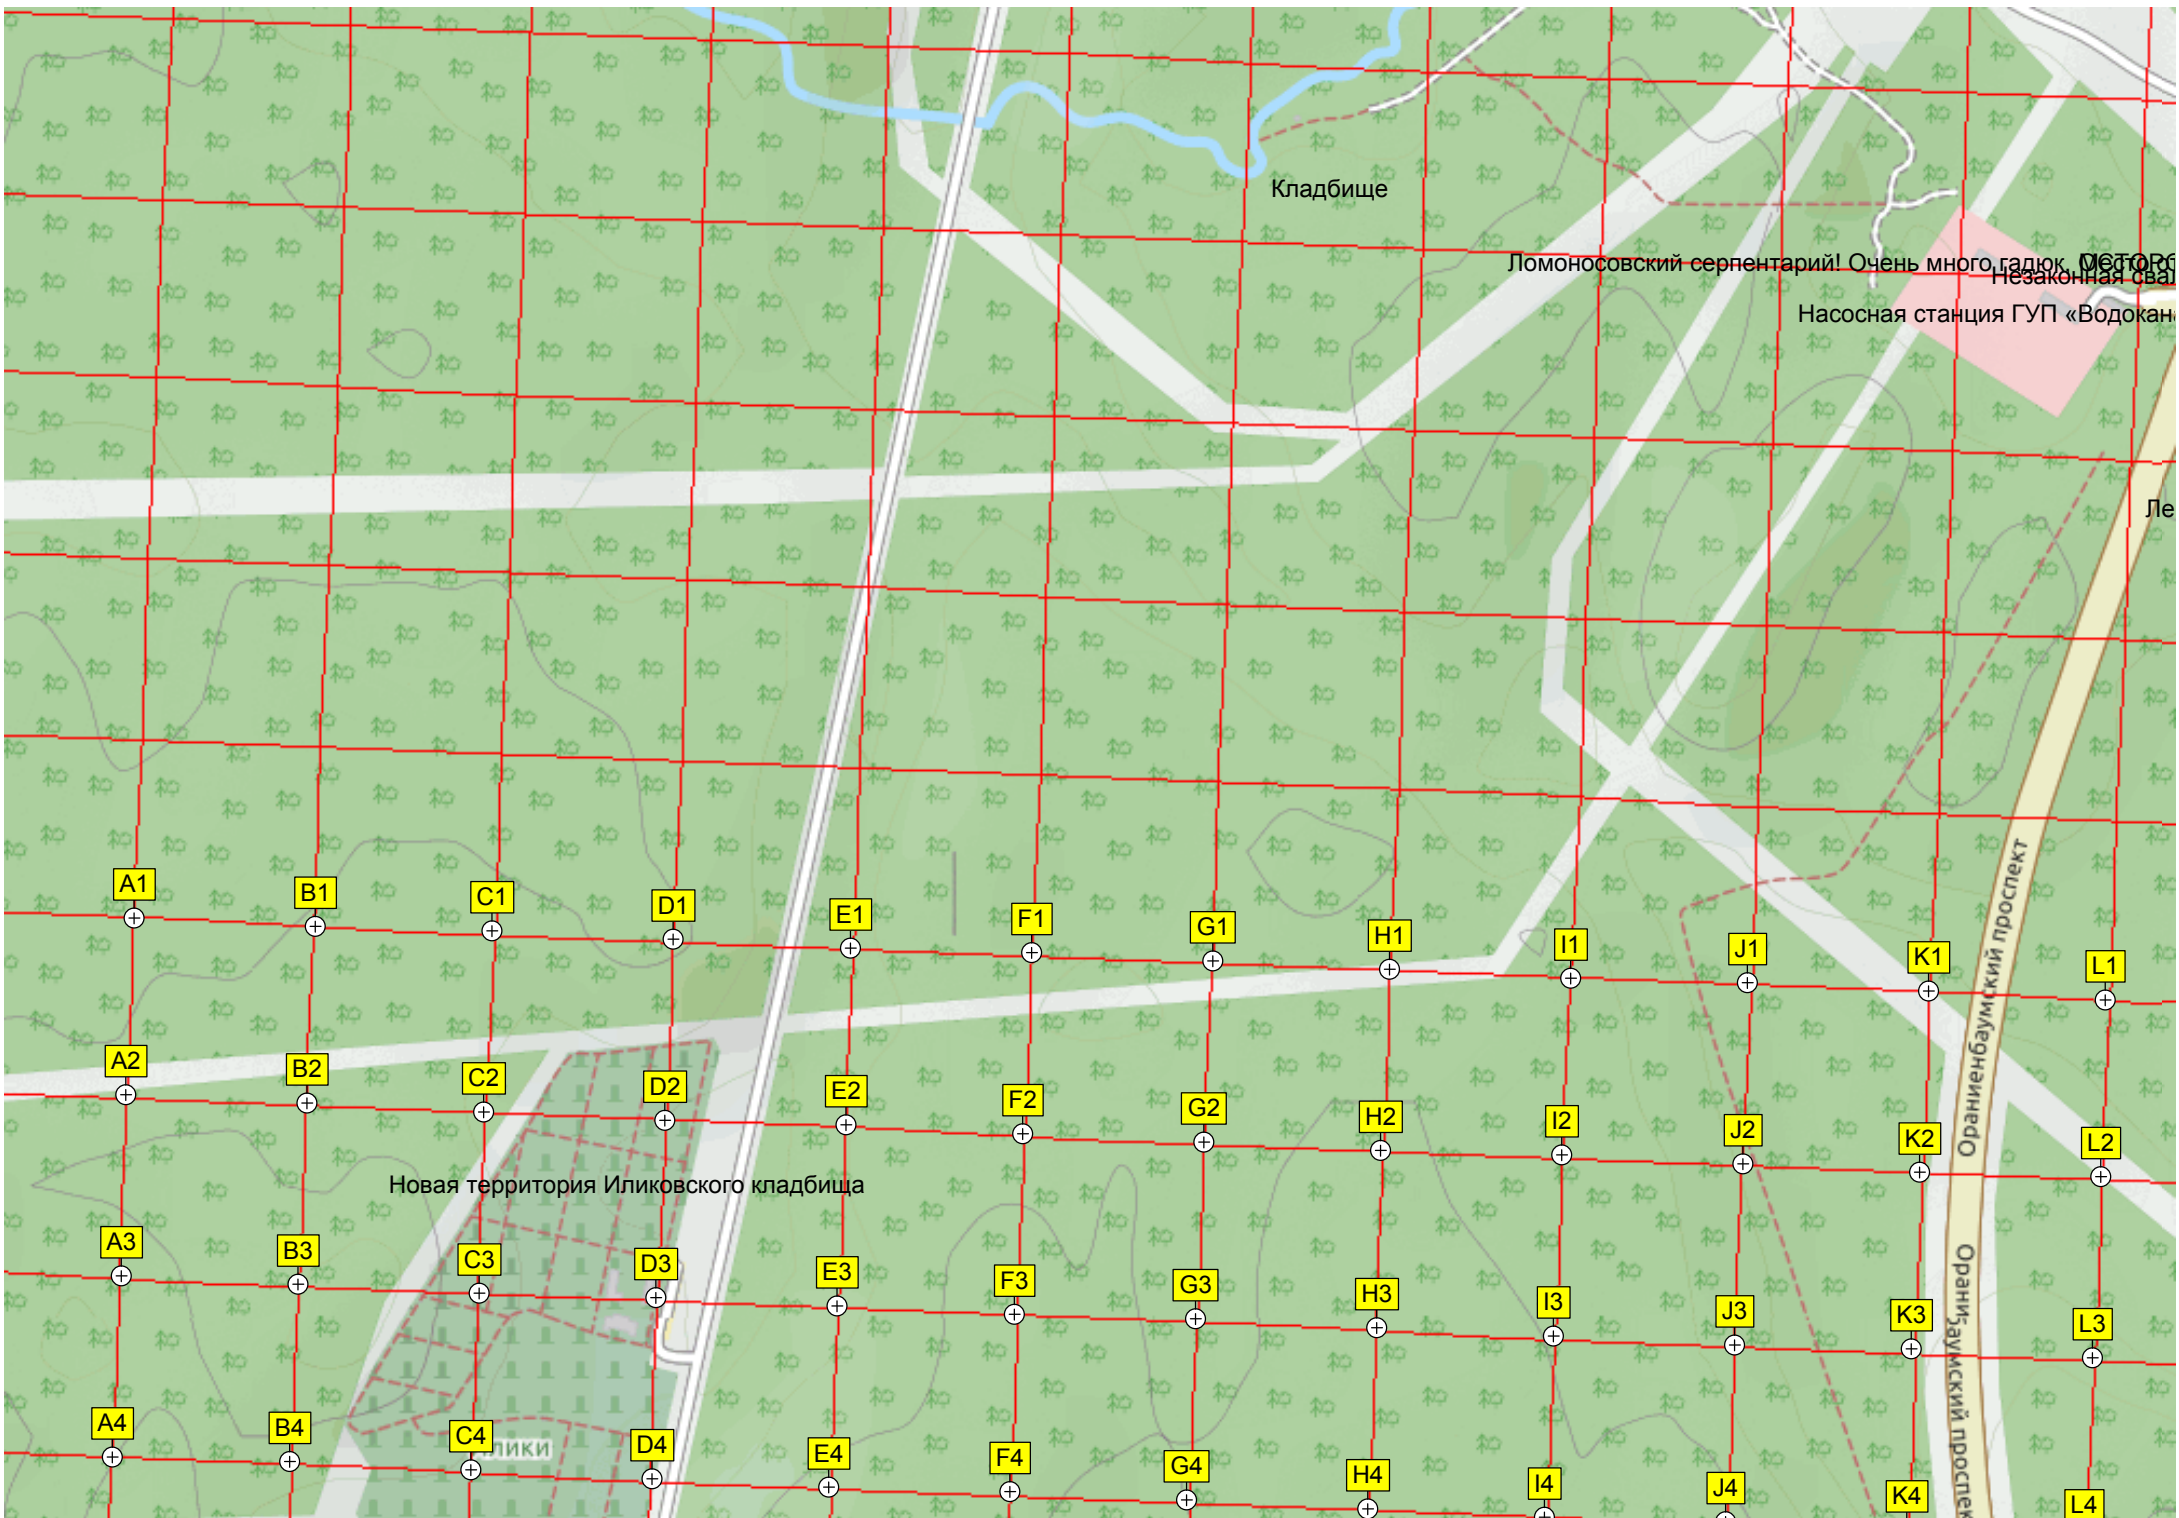 Кладбище
Ломоносовский серпентарий! Очень много гадюк.
Незаконная
Насосная станция ГУП
A1
B1
C1
D1
E1
F1
G1
H1
I1
J1
K1
L1
Ораниенбаумский проспект
A2
B2
C2
D2
E2
F2
G2
H2
I2
J2
K2
L2
Новая территория Иликовского кладбища
A3
B3
C3
D3
E3
F3
G3
H3
I3
J3
K3
L3
A4
B4
C4
D4
E4
F4
G4
H4
I4
J4
K4
L4